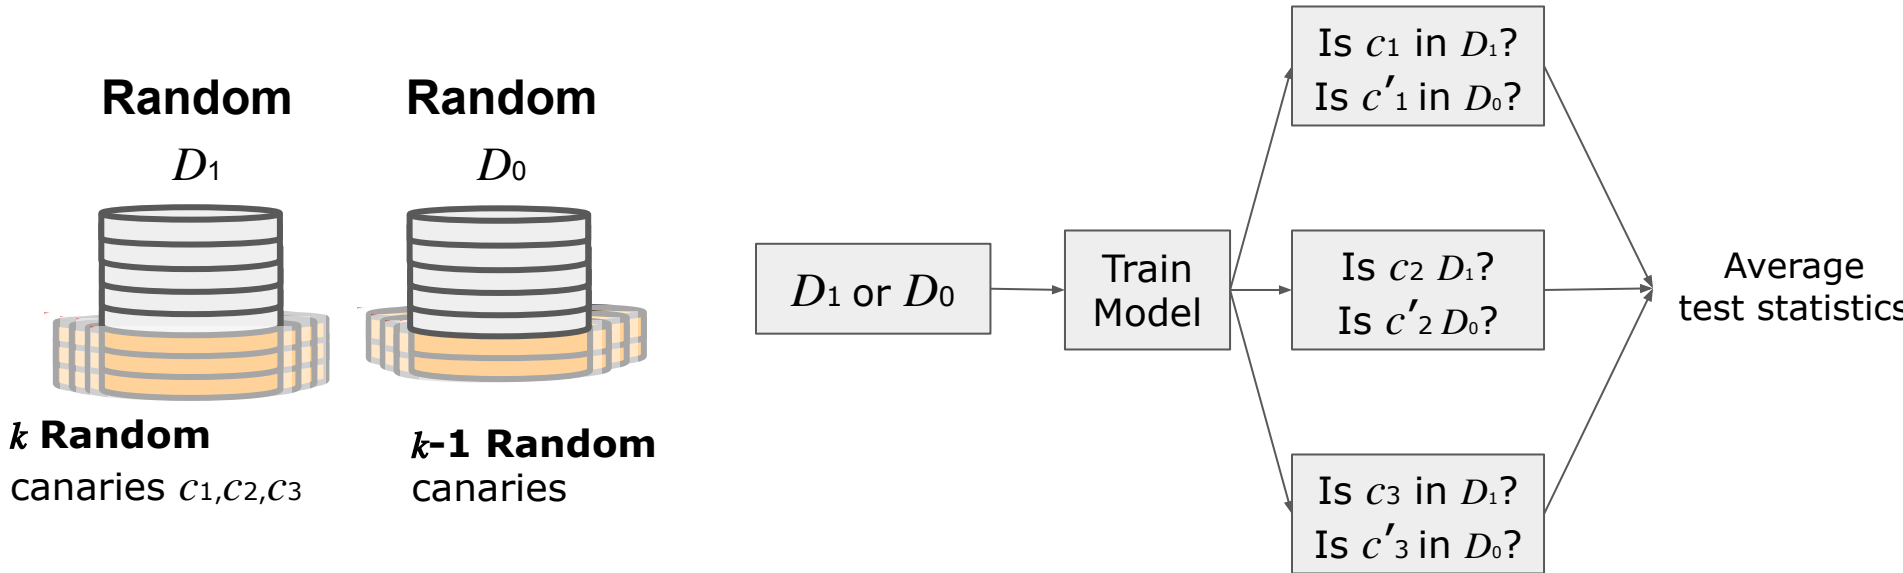 Random
D1
k Random
canaries c1,c2,c3
Random
D0
k-1 Random
canaries
D1 or D0
Train
Model
Is c1 in D1?
Is c'1 in D0?
Is c2 D1?
Is c'2 D0?
Is c3 in D1?
Is c'3 in D0?
Average
test statistics